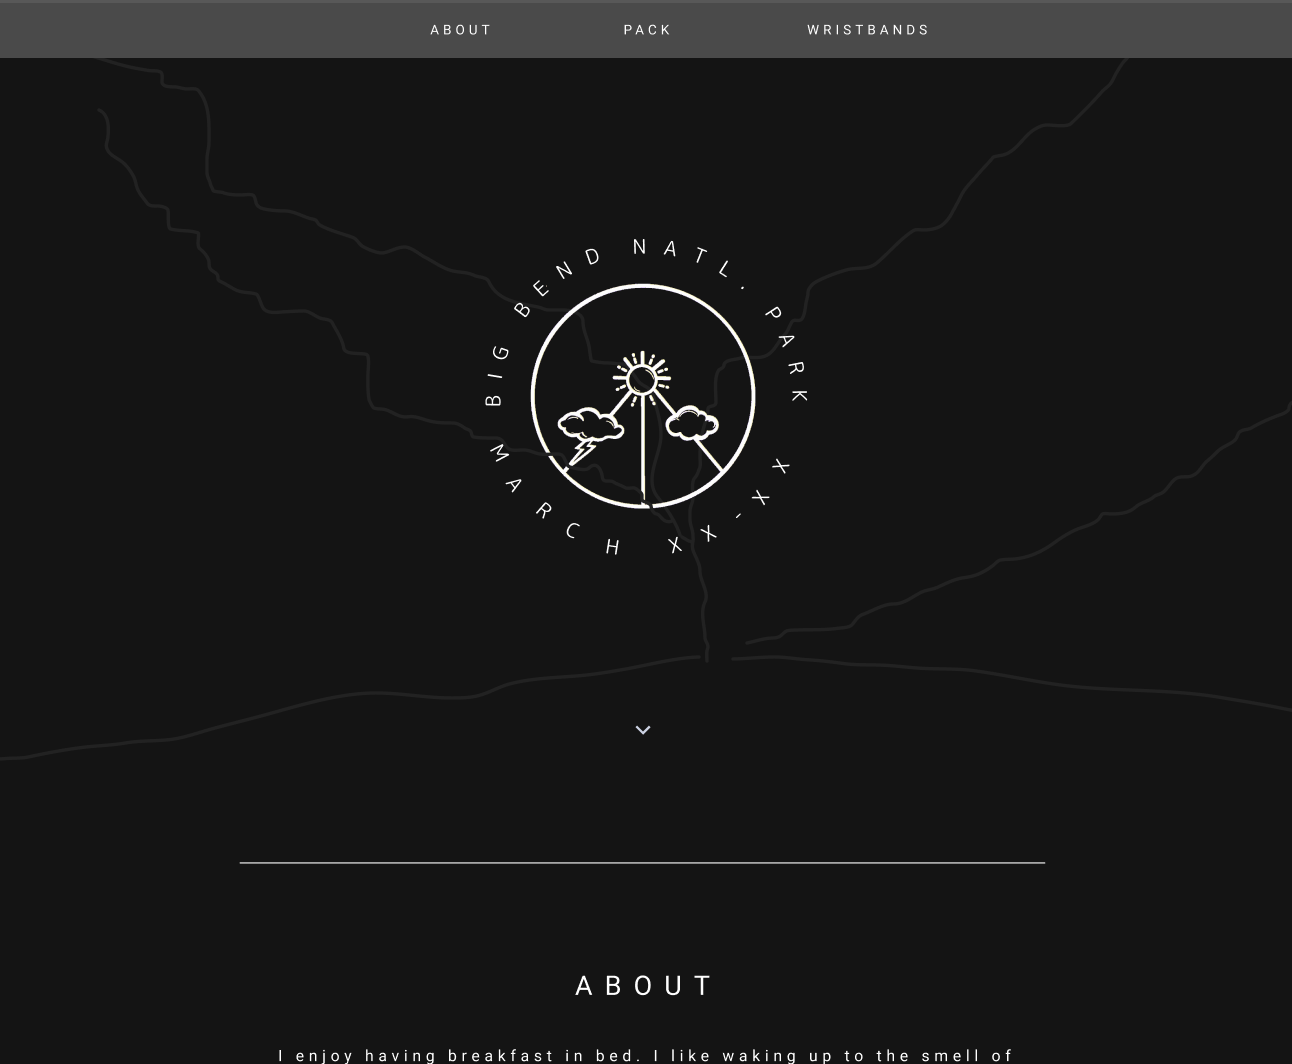 ABOUT
PACK
WRISTBANDS
BIG BEND NATL. PARK
MARCH XX-XX
ABOUT
I enjoy having breakfast in bed. I like waking up to the smell of